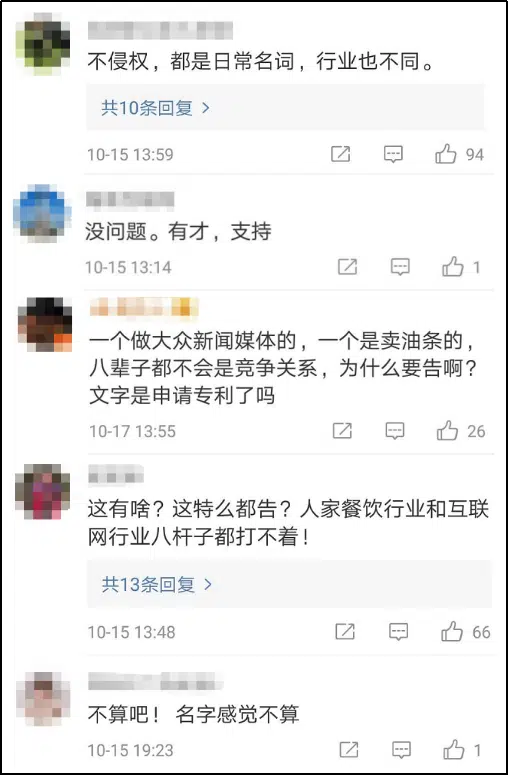 不侵权，都是日常名词，行业也不同。
共10条回复 >
10-15 13:59
94
没问题。有才，支持
10-15 13:14
1
一个做大众新闻媒体的，一个是卖油条的，
八辈子都不会是竞争关系，为什么要告啊？
文字是申请专利了吗
10-17 13:55
26
这有啥？这特么都告？人家餐饮行业和互联
网行业八杆子都打不着！
共13条回复 >
10-15 13:48
66
不算吧！ 名字感觉不算
10-15 19:23
1